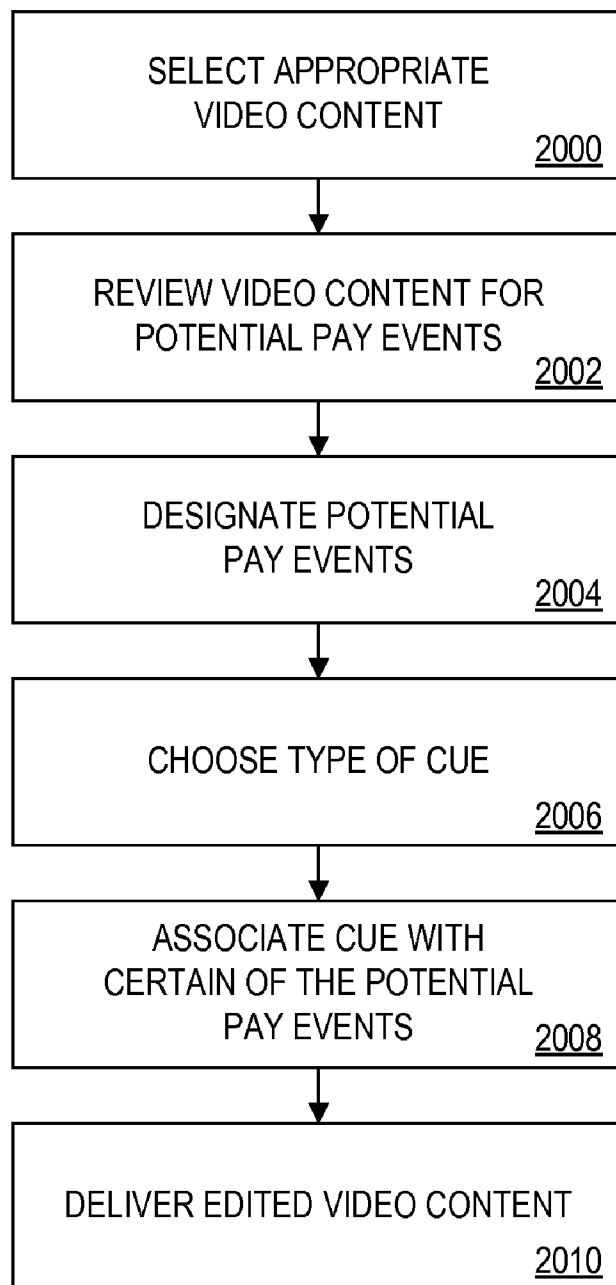 SELECT APPROPRIATE
VIDEO CONTENT
2000
REVIEW VIDEO CONTENT FOR
POTENTIAL PAY EVENTS
2002
DESIGNATE POTENTIAL
PAY EVENTS
2004
CHOOSE TYPE OF CUE
2006
ASSOCIATE CUE WITH
CERTAIN OF THE POTENTIAL
PAY EVENTS
2008
DELIVER EDITED VIDEO CONTENT
2010